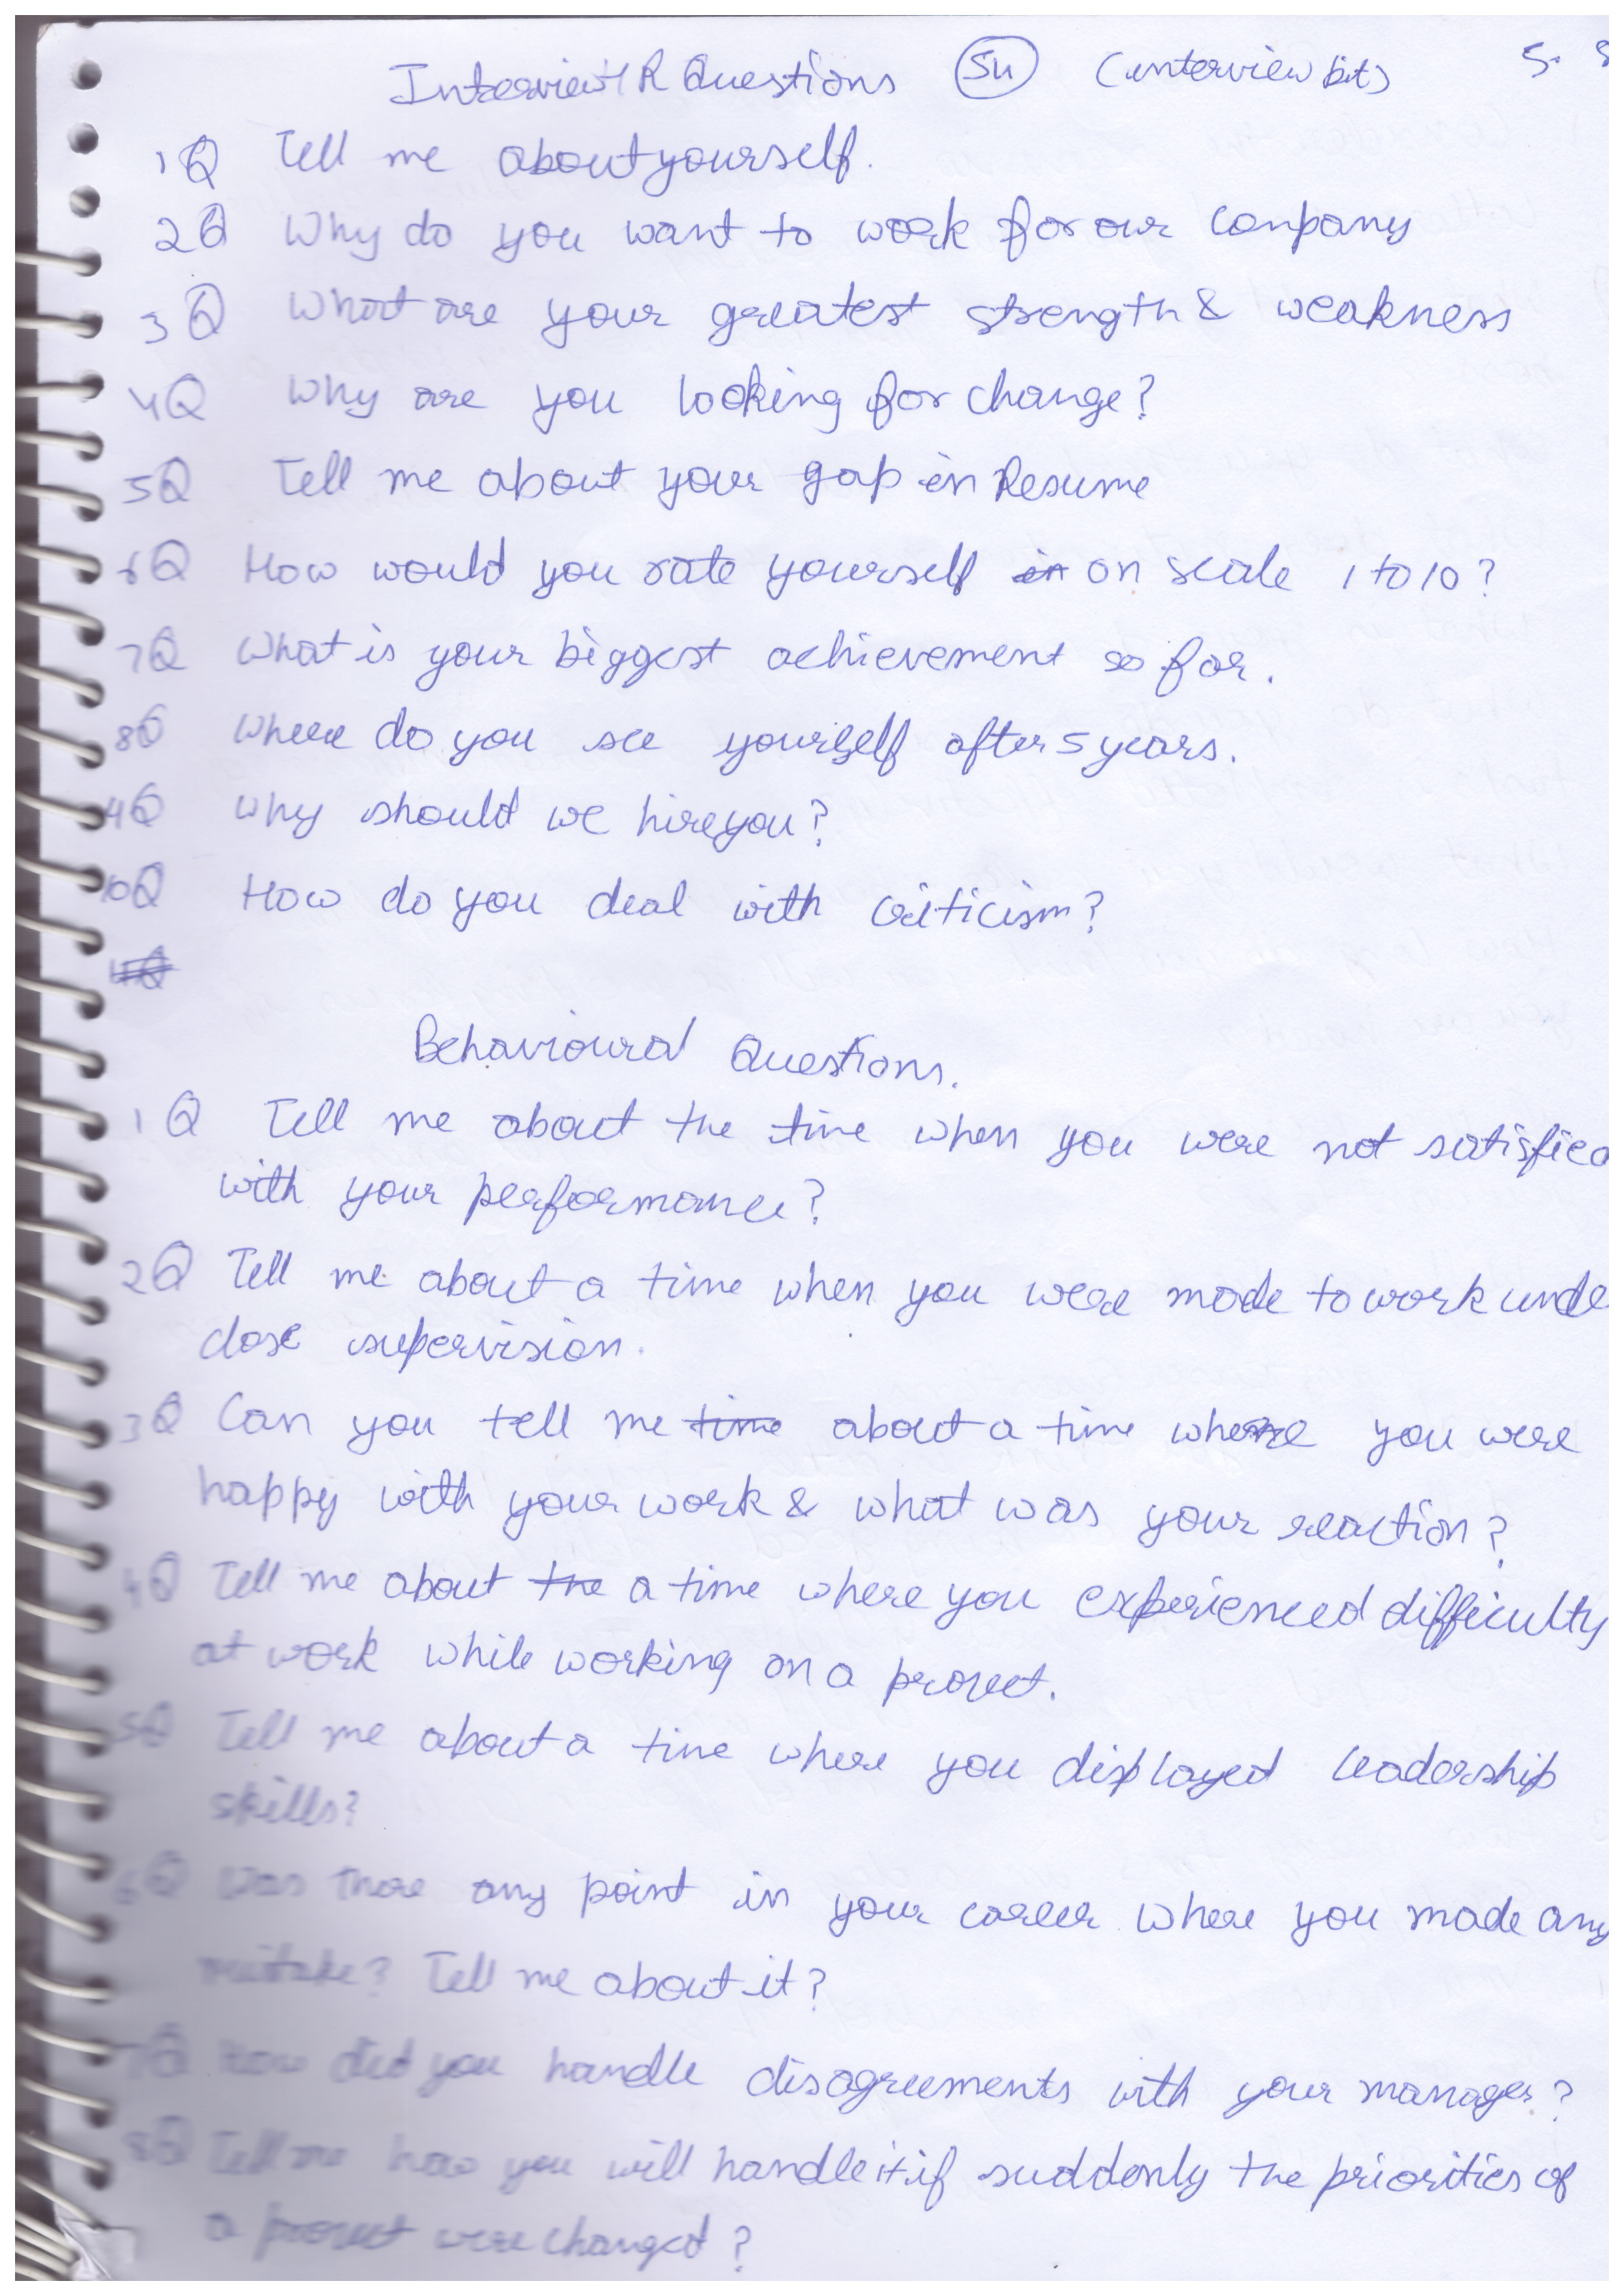 Interview HR Questions (54) (interview bit) 5.
1Q Tell me about yourself.
2Q Why do you want to work for our Company
3Q What are your greatest strength & weakness
4Q Why are you looking for change?
5Q Tell me about your gap in Resume
6Q How would you rate yourself in on scale 1 to 10?
7Q What is your biggest achievement so far.
8Q Where do you see yourself after 5 years.
9Q Why should we hire you?
10Q How do you deal with criticism?
11Q
Behavioural Questions.
1Q Tell me about the time when you were not satisfied
with your performance?
2Q Tell me about a time when you were made to work unde
close supervision.
3Q Can you tell me time about a time where you were
happy with your work & what was your reaction?
4Q Tell me about the a time where you experienced difficulty
at work while working on a project.
5Q Tell me about a time where you displayed leadership
skills?
6Q Was there any point in your career where you made any
mistake? Tell me about it?
7Q How did you handle disagreements with your manager?
8Q Tell me how you will handle it if suddenly the priorities of
a project were changed?